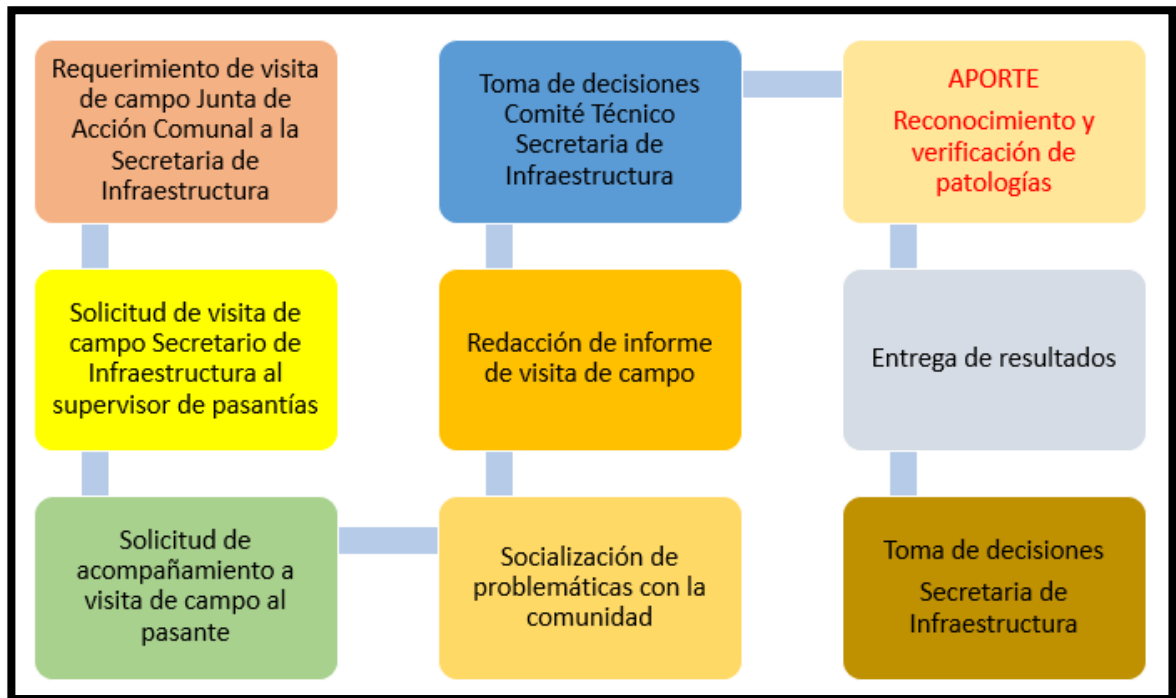 Requerimiento de visita
de campo Junta de
Acción Comunal a la
Secretaria de
Infraestructura
Solicitud de visita de
campo Secretario de
Infraestructura al
supervisor de pasantías
Solicitud de
acompañamiento a
visita de campo al
pasante
Socialización de
problemáticas con la
comunidad
Redacción de informe
de visita de campo
Toma de decisiones
Comité Técnico
Secretaria de
Infraestructura
APORTE
Reconocimiento y
verificación de
patologías
Entrega de resultados
Toma de decisiones
Secretaria de
Infraestructura